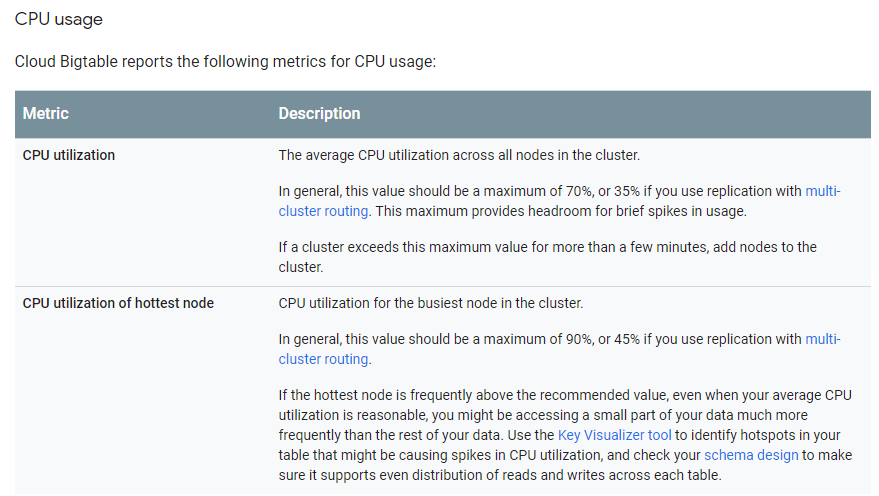 CPU usage
Cloud Bigtable reports the following metrics for CPU usage:
Metric Description
CPU utilization The average CPU utilization across all nodes in the cluster.
In general, this value should be a maximum of 70%, or 35% if you use replication with multi-
cluster routing. This maximum provides headroom for brief spikes in usage.
If a cluster exceeds this maximum value for more than a few minutes, add nodes to the
cluster.
CPU utilization of hottest node CPU utilization for the busiest node in the cluster.
In general, this value should be a maximum of 90%, or 45% if you use replication with multi-
cluster routing.
If the hottest node is frequently above the recommended value, even when your average CPU
utilization is reasonable, you might be accessing a small part of your data much more
frequently than the rest of your data. Use the Key Visualizer tool to identify hotspots in your
table that might be causing spikes in CPU utilization, and check your schema design to make
sure it supports even distribution of reads and writes across each table.